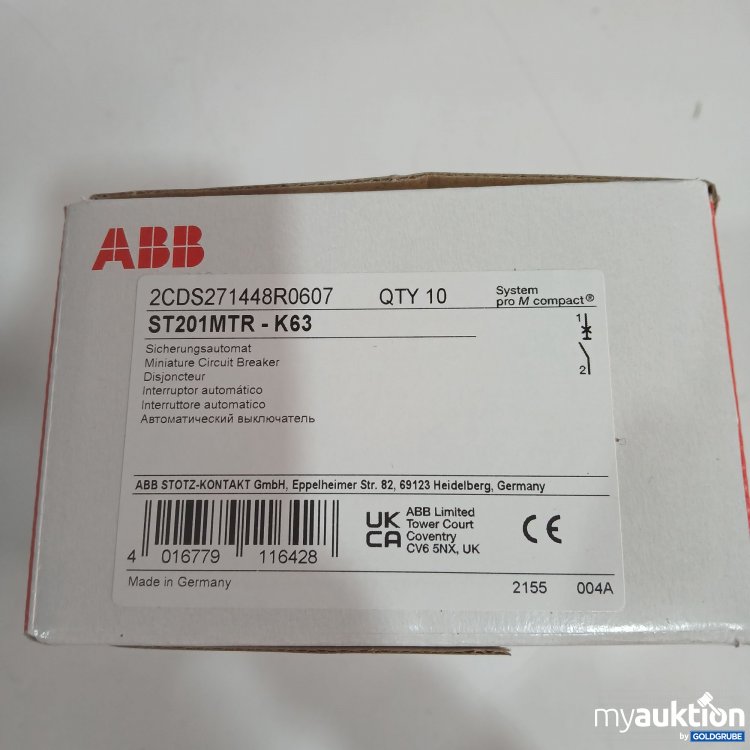 ABB
2CDS271448R0607 QTY 10 System
pro M compact®
ST201MTR - K63
1
2
Sicherungsautomat
Miniature Circuit Breaker
Disjoncteur
Interruptor automático
Interruttore automatico
Автоматический выключатель
ABB STOTZ-KONTAKT GmbH, Eppelheimer Str. 82, 69123 Heidelberg, Germany
UK
CA
ABB Limited
Tower Court
Coventry
CV6 5NX, UK
CE
4 016779 116428
Made in Germany 2155 004A
myauktion
by GOLDGRUBE